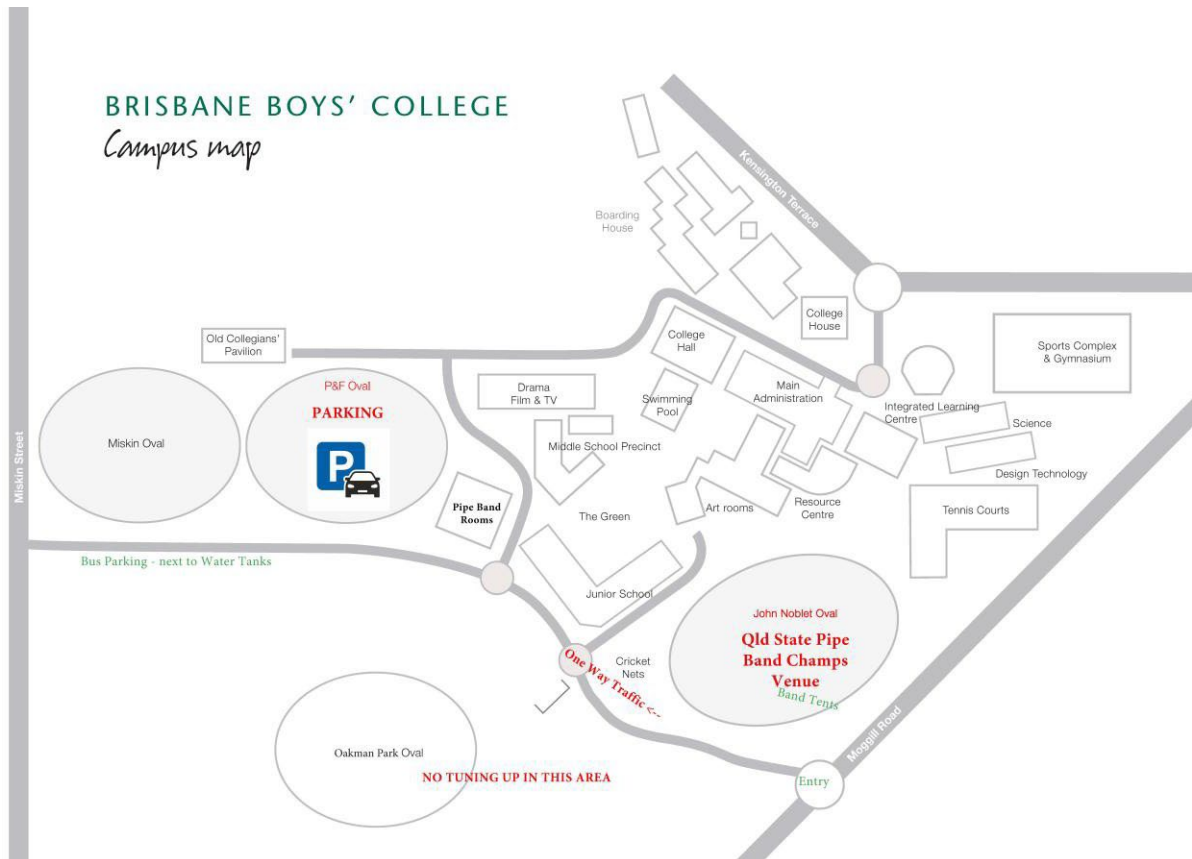 BRISBANE BOYS' COLLEGE
Campus map
Kensington Terrace
Boarding
House
College
House
Old Collegians'
Pavilion
College
Hall
Sports Complex
& Gymnasium
P&F Oval
PARKING
P
Drama
Film & TV
Main
Administration
Swimming
Pool
Integrated Learning
Centre
Science
Miskin Oval
Middle School Precinct
Design Technology
Miskin Street
Pipe Band
Rooms
The Green
Art rooms
Resource
Centre
Tennis Courts
Bus Parking - next to Water Tanks
Junior School
John Noblet Oval
Qld State Pipe
Band Champs
Venue
Band Tents
One Way Traffic <--
Cricket
Nets
Moggill Road
Oakman Park Oval
NO TUNING UP IN THIS AREA
Entry